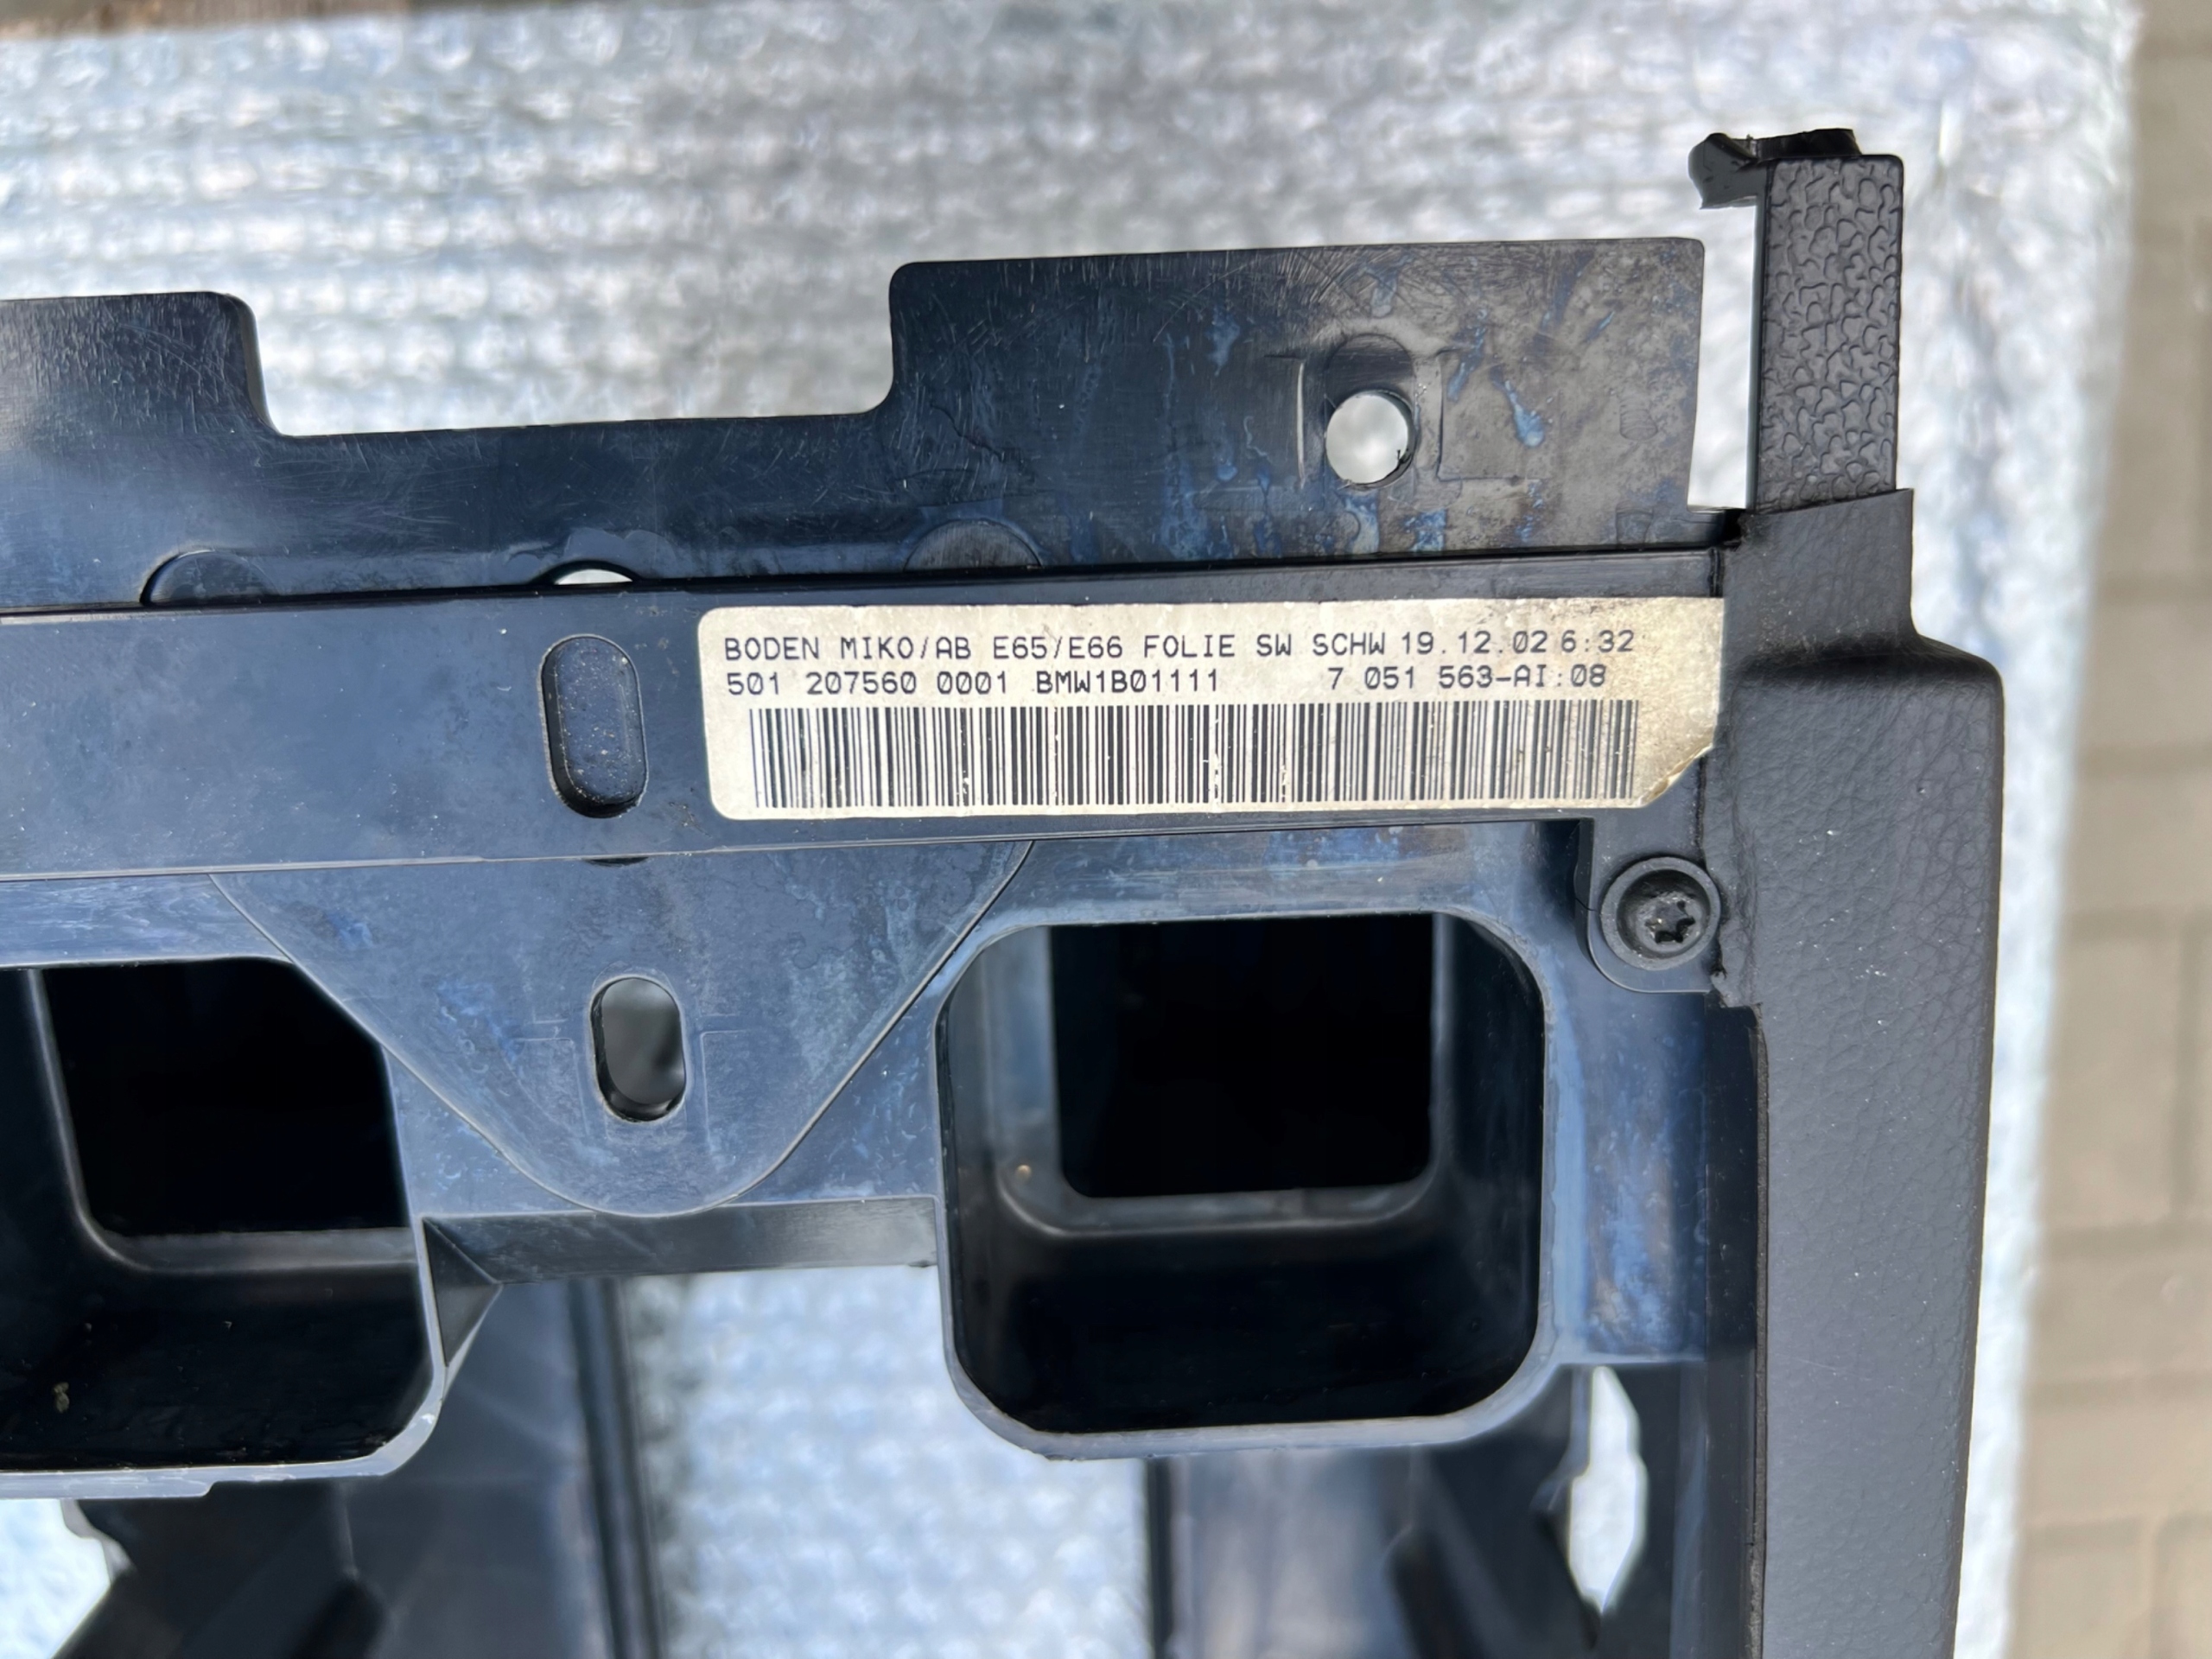 BODEN MIKO/AB E65/E66 FOLIE SW SCHW 19.12.02 6:32
501 207560 0001 BMW1B01111 7 051 563-AI:08